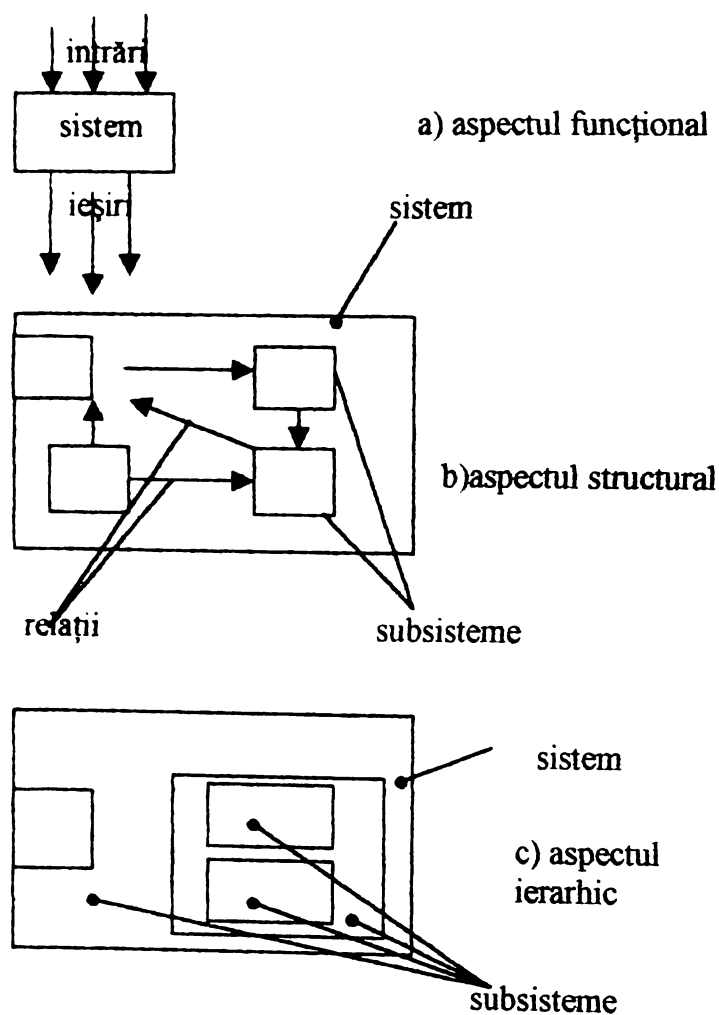 intrări
sistem
a) aspectul funcțional
ieșiri
sistem
b)aspectul structural
relații
subsisteme
sistem
c) aspectul
ierarhic
subsisteme